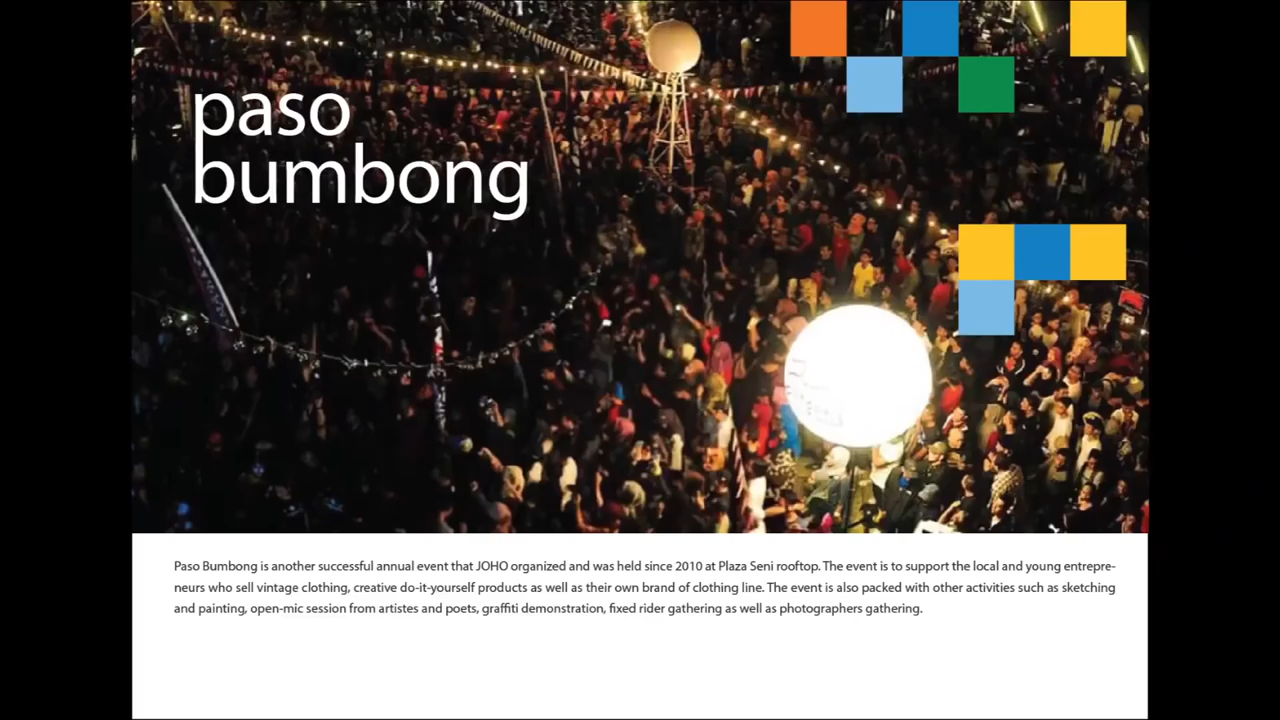 paso
bumbong
Paso Bumbong is another successful annual event that JOHO organized and was held since 2010 at Plaza Seni rooftop. The event is to support the local and young entrepre-
neurs who sell vintage clothing, creative do-it-yourself products as well as their own brand of clothing line. The event is also packed with other activities such as sketching
and painting, open-mic session from artistes and poets, graffiti demonstration, fixed rider gathering as well as photographers gathering.